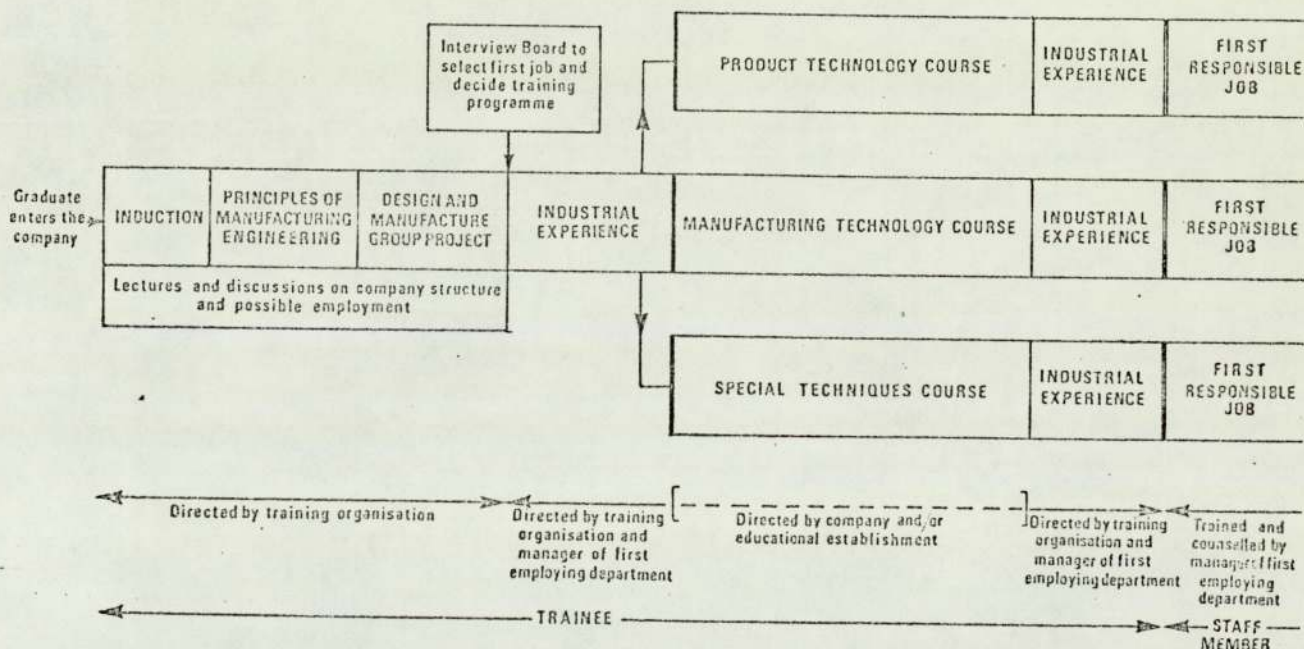 Interview Board to
select first job and
decide training
programme
PRODUCT TECHNOLOGY COURSE
INDUSTRIAL
EXPERIENCE
FIRST
RESPONSIBLE
JOB
Graduate
enters the
company
INDUCTION
PRINCIPLES OF
MANUFACTURING
ENGINEERING
DESIGN AND
MANUFACTURE
GROUP PROJECT
INDUSTRIAL
EXPERIENCE
MANUFACTURING TECHNOLOGY COURSE
INDUSTRIAL
EXPERIENCE
FIRST
RESPONSIBLE
JOB
Lectures and discussions on company structure
and possible employment
SPECIAL TECHNIQUES COURSE
INDUSTRIAL
EXPERIENCE
FIRST
RESPONSIBLE
JOB
Directed by training organisation
Directed by training
organisation and
manager of first
employing department
Directed by company and/or
educational establishment
Directed by training
organisation and
manager of first
employing department
Trained and
counselled by
manager of first
employing
department
TRAINEE
STAFF
MEMBER